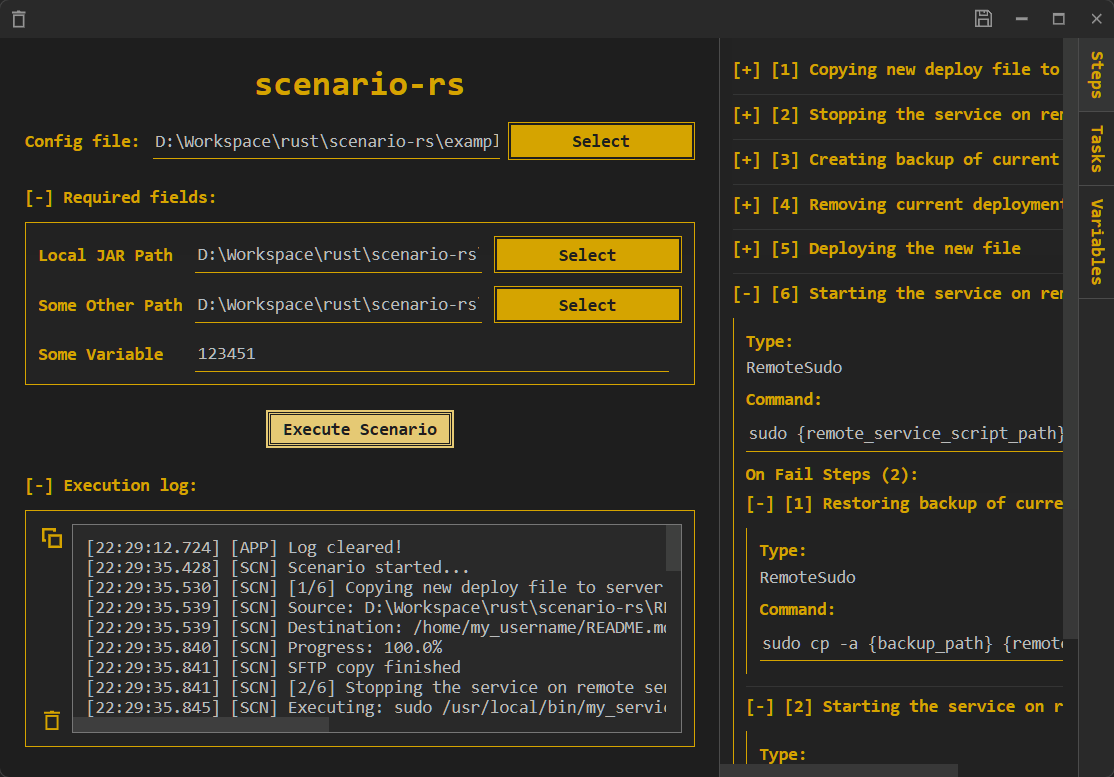 scenario-rs
Config file: D:\Workspace\rust\scenario-rs\exampl Select
[-] Required fields:
Local JAR Path D:\Workspace\rust\scenario-rs\ Select
Some Other Path D:\Workspace\rust\scenario-rs\ Select
Some Variable 123451
Execute Scenario
[-] Execution log:
[22:29:12.724] [APP] Log cleared!
[22:29:35.428] [SCN] Scenario started...
[22:29:35.530] [SCN] [1/6] Copying new deploy file to server
[22:29:35.539] [SCN] Source: D:\Workspace\rust\scenario-rs\RE
[22:29:35.539] [SCN] Destination: /home/my_username/README.md
[22:29:35.840] [SCN] Progress: 100.0%
[22:29:35.841] [SCN] SFTP copy finished
[22:29:35.841] [SCN] [2/6] Stopping the service on remote ser
[22:29:35.845] [SCN] Executing: sudo /usr/local/bin/my_servic
[+] [1] Copying new deploy file to
[+] [2] Stopping the service on rem
[+] [3] Creating backup of current
[+] [4] Removing current deployment
[+] [5] Deploying the new file
[-] [6] Starting the service on rem
Type:
RemoteSudo
Command:
sudo {remote_service_script_path}
On Fail Steps (2):
[-] [1] Restoring backup of curre
Type:
RemoteSudo
Command:
sudo cp -a {backup_path} {remote
[-] [2] Starting the service on r
Type:
Steps
Tasks
Variables